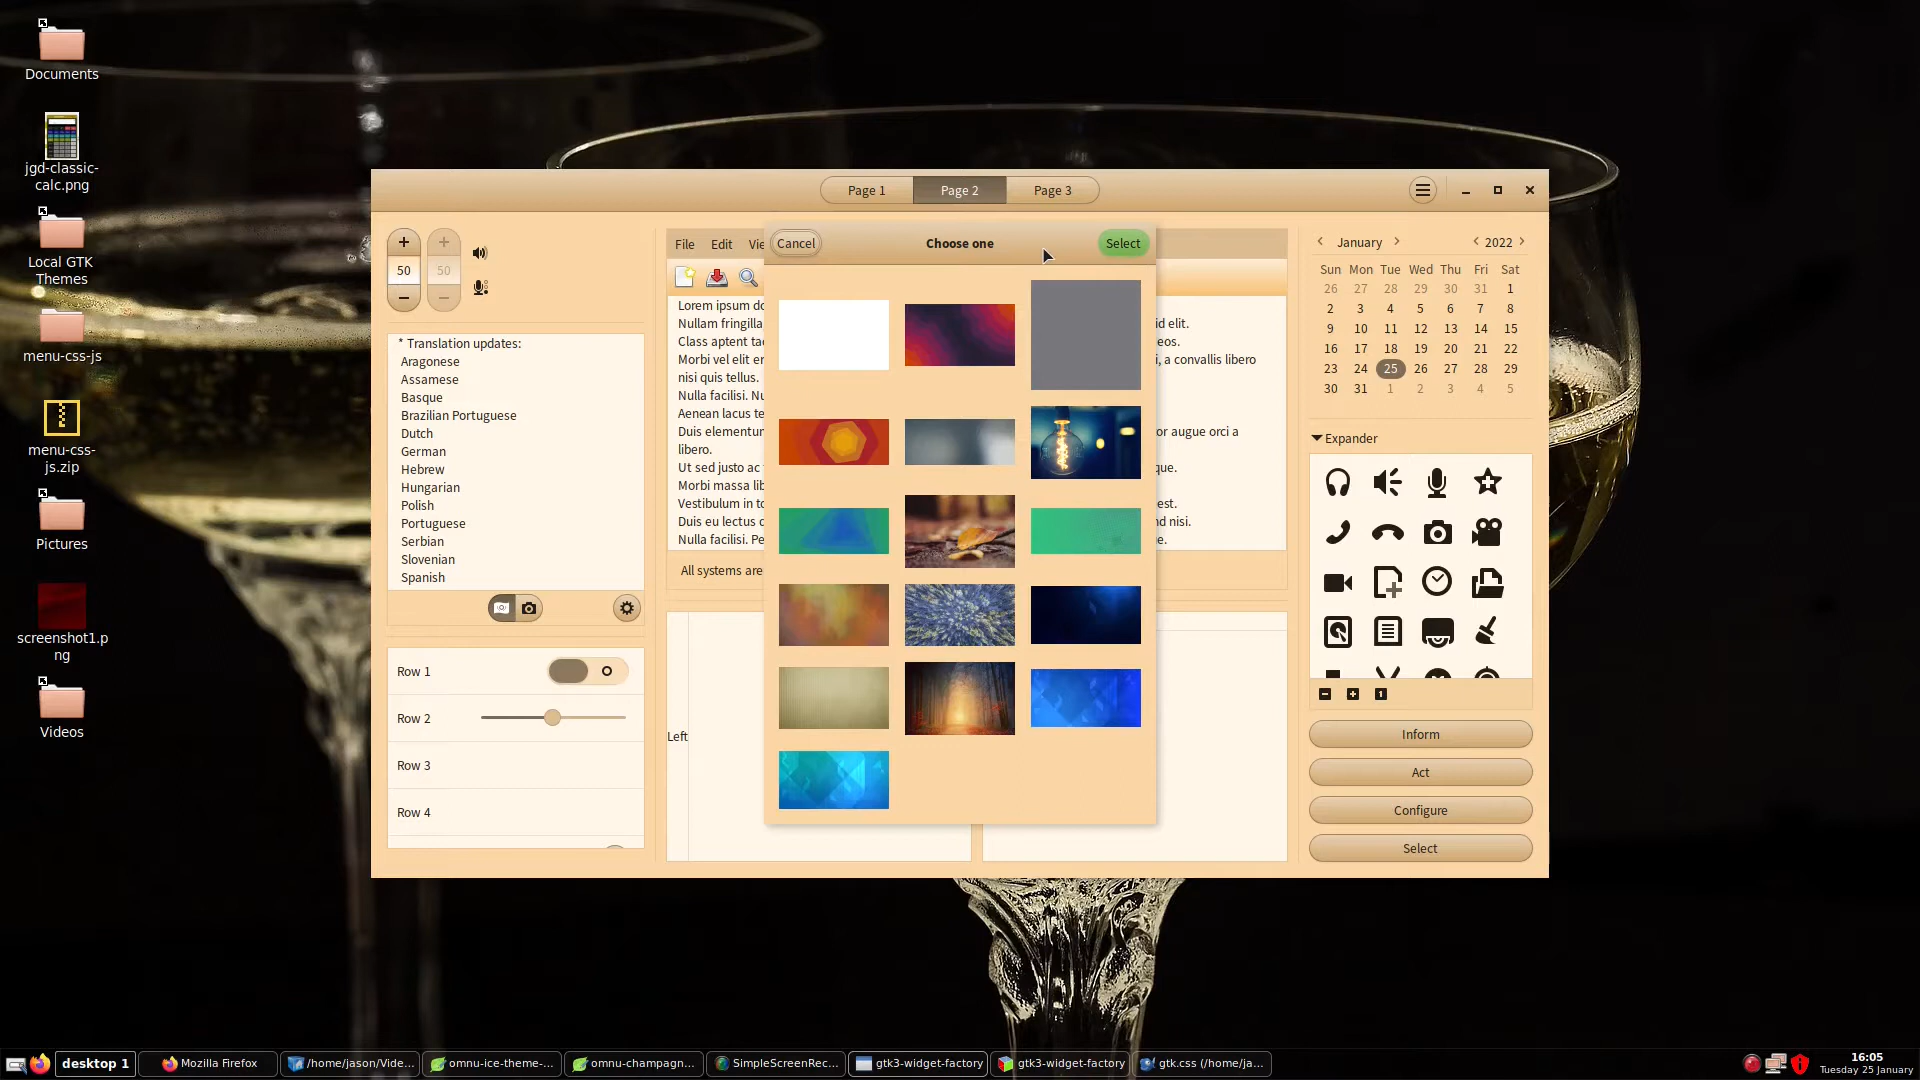 Documents
jgd-classic-
calc.png
Local GTK
Themes
menu-css-js
menu-css-
js.zip
Pictures
screenshot1.p
ng
Videos
Page 1
Page 2
Page 3
50
50
* Translation updates:
Aragonese
Assamese
Basque
Brazilian Portuguese
Dutch
German
Hebrew
Hungarian
Polish
Portuguese
Serbian
Slovenian
Spanish
Row 1
Row 2
Row 3
Row 4
File Edit
Lorem ipsum
Nullam fringilla
id elit.
Class aptent
Morbi vel elit
, a convallis libero
nisi quis tellus.
Nulla facilisi.
Aenean lacus
Duis
or augue orci a
libero.
Ut sed justo ac
Morbi massa
Vestibulum in
est.
Duis eu lectus
nd nisi.
Nulla facilisi.
All systems are
Left
Cancel
Choose one
Select
January 2022
Sun Mon Tue Wed Thu Fri Sat
26 27 28 29 30 31 1
2 3 4 5 6 7 8
9 10 11 12 13 14 15
16 17 18 19 20 21 22
23 24 25 26 27 28 29
30 31 1 2 3 4 5
Expander
1
Inform
Act
Configure
Select
desktop 1
Mozilla Firefox
/home/jason/Vide...
omnu-ice-theme-...
omnu-champagn...
SimpleScreenRec...
gtk3-widget-factory
gtk3-widget-factory
gtk.css (/home/ja...
16:05
Tuesday 25 January